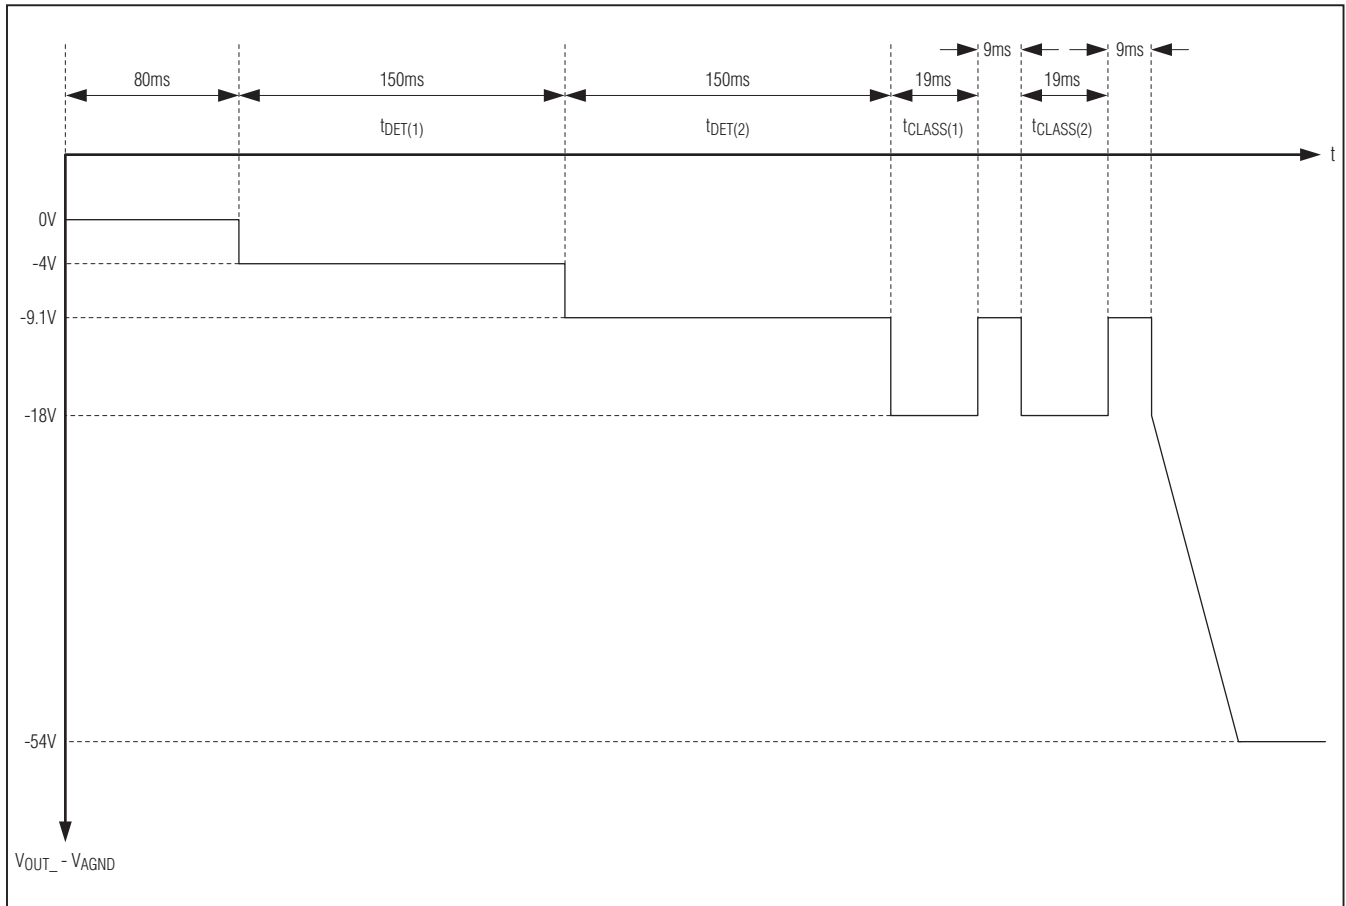 9ms 9ms
80ms 150ms 150ms 19ms 19ms
tDET(1) tDET(2) tCLASS(1) tCLASS(2)
t
0V
-4V
-9.1V
-18V
-54V
VOUT_ - VAGND